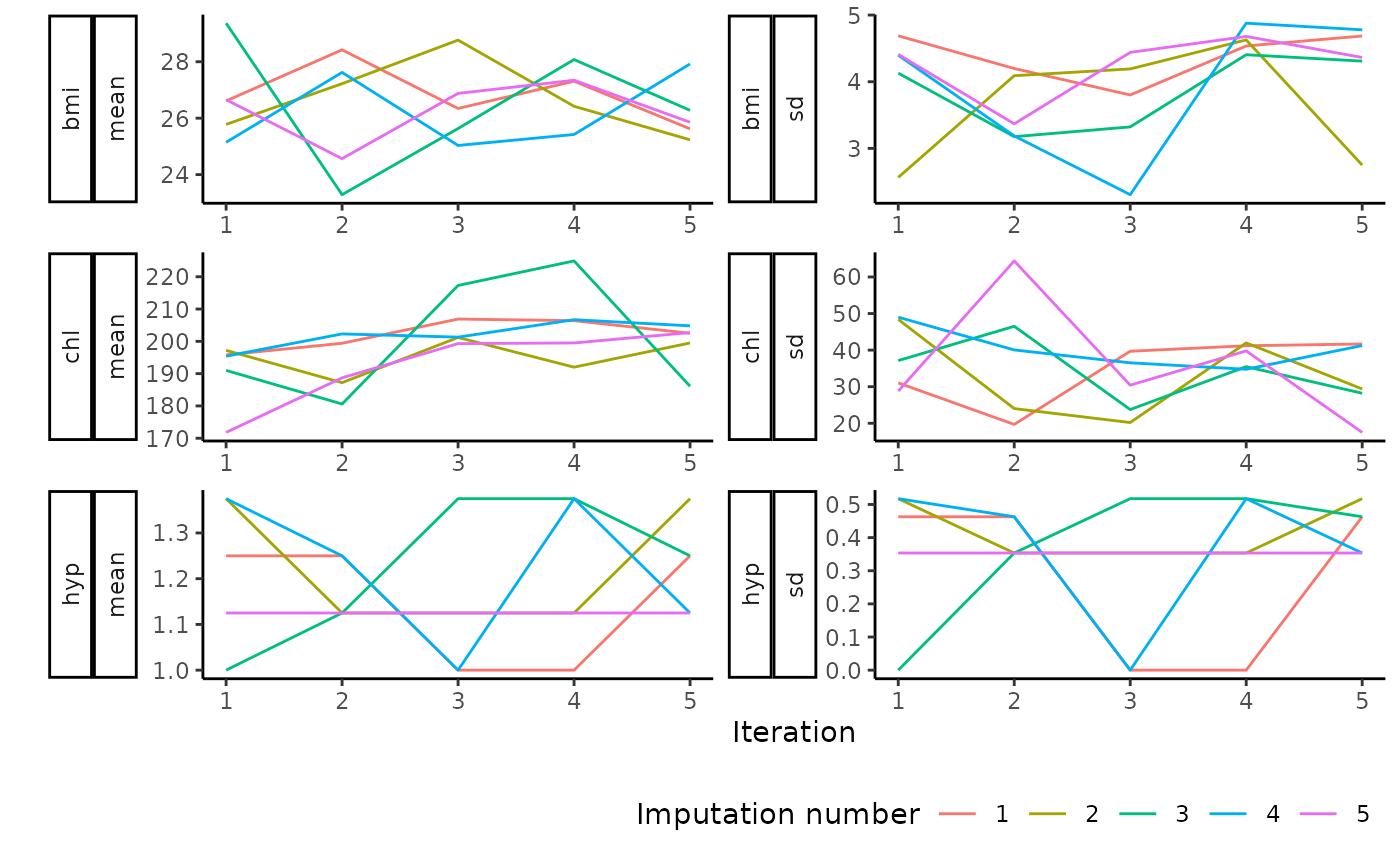 bmi mean
28
26
24
1 2 3 4 5
bmi sd
5
4
3
1 2 3 4 5
chl mean
220
210
200
190
180
170
1 2 3 4 5
chl sd
60
50
40
30
20
1 2 3 4 5
hyp mean
1.3
1.2
1.1
1.0
1 2 3 4 5
hyp sd
0.5
0.4
0.3
0.2
0.1
0.0
1 2 3 4 5
Iteration
Imputation number 1 2 3 4 5